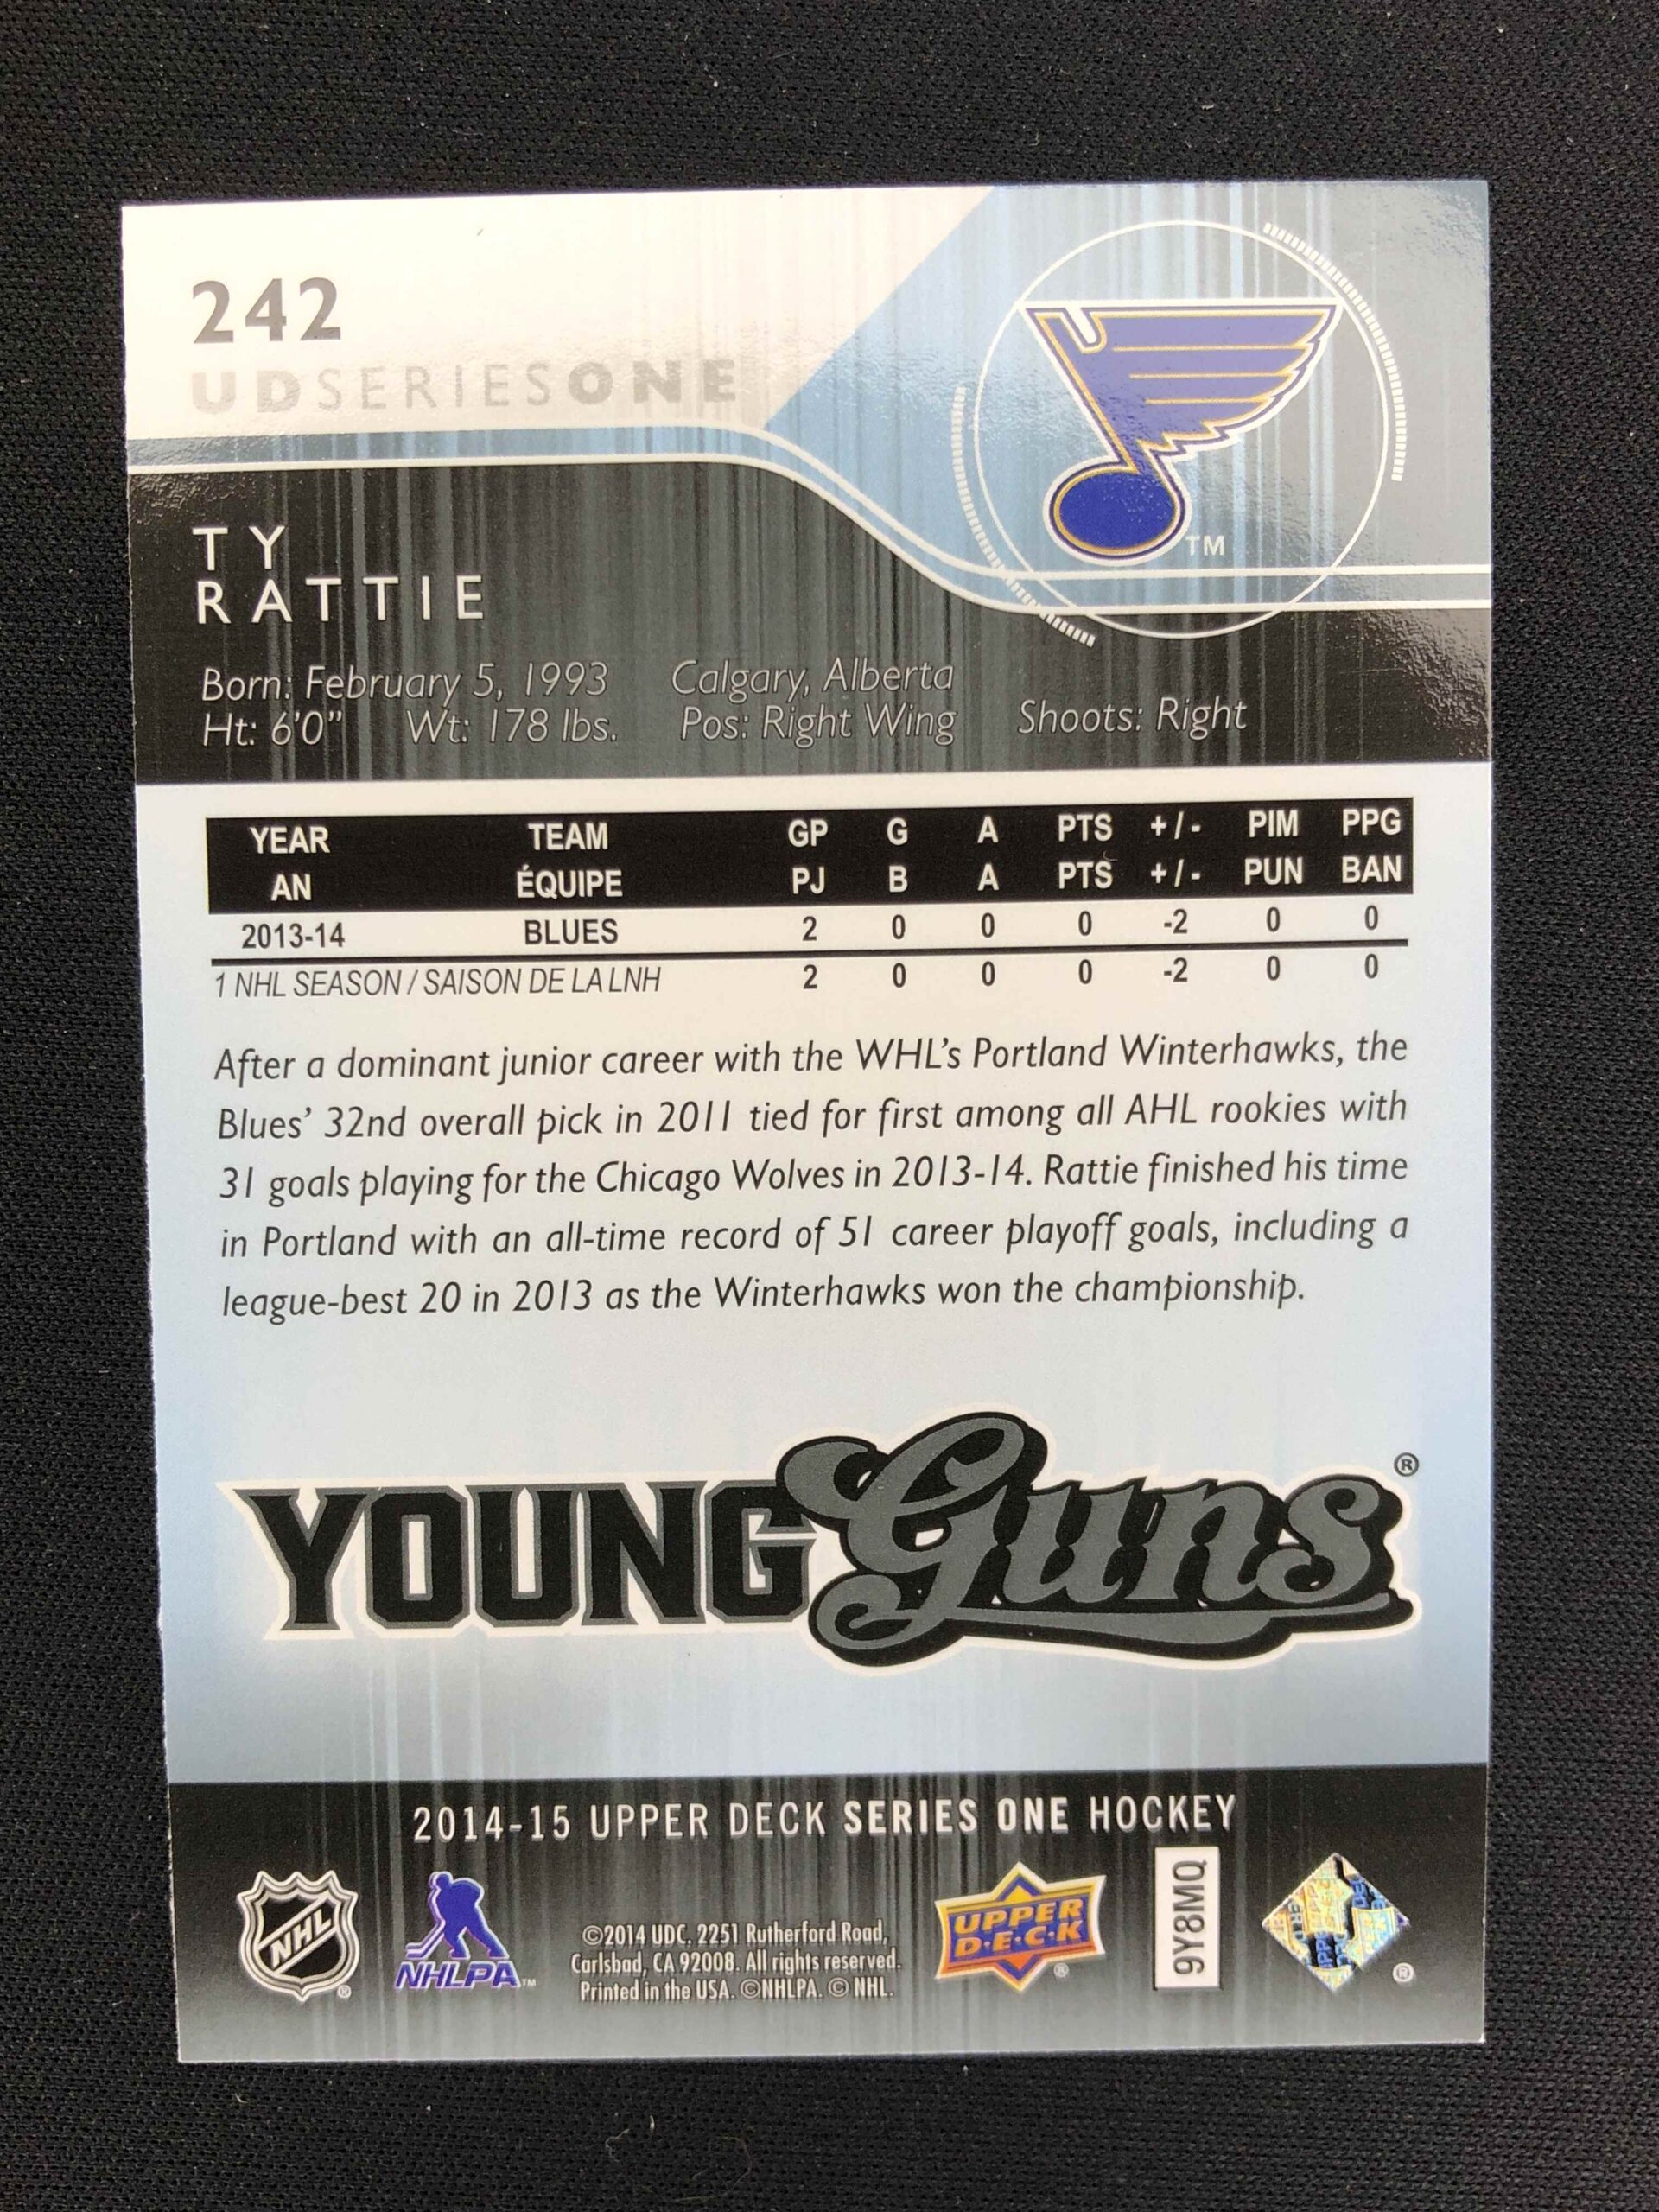 242
UDSERIESONE
TM
TY
RATTIE
Born: February 5, 1993 Calgary, Alberta
Ht: 6'0" Wt: 178 lbs. Pos: Right Wing Shoots: Right
YEAR TEAM GP G A PTS +/- PIM PPG
AN ÉQUIPE PJ B A PTS +/- PUN BAN
2013-14 BLUES 2 0 0 0 -2 0 0
1 NHL SEASON / SAISON DE LA LNH 2 0 0 0 -2 0 0
After a dominant junior career with the WHL's Portland Winterhawks, the
Blues' 32nd overall pick in 2011 tied for first among all AHL rookies with
31 goals playing for the Chicago Wolves in 2013-14. Rattie finished his time
in Portland with an all-time record of 51 career playoff goals, including a
league-best 20 in 2013 as the Winterhawks won the championship.
YOUNG Guns ®
2014-15 UPPER DECK SERIES ONE HOCKEY
NHL ®
NHLPA TM
©2014 UDC. 2251 Rutherford Road,
Carlsbad, CA 92008. All rights reserved.
Printed in the USA. ©NHLPA. © NHL.
UPPER
D·E·C·K ®
9Y8MQ
®